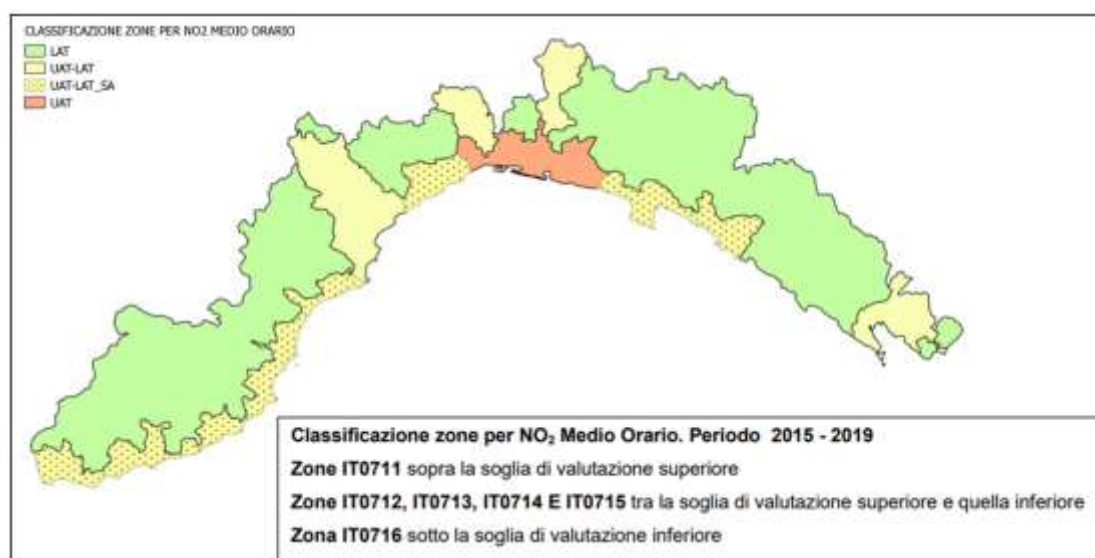 CLASSIFICAZIONE ZONE PER NO2 MEDIO ORARIO
LAT
UAT-LAT
UAT-LAT_SA
UAT
Classificazione zone per NO₂ Medio Orario. Periodo 2015 - 2019
Zone IT0711 sopra la soglia di valutazione superiore
Zone IT0712, IT0713, IT0714 E IT0715 tra la soglia di valutazione superiore e quella inferiore
Zona IT0716 sotto la soglia di valutazione inferiore